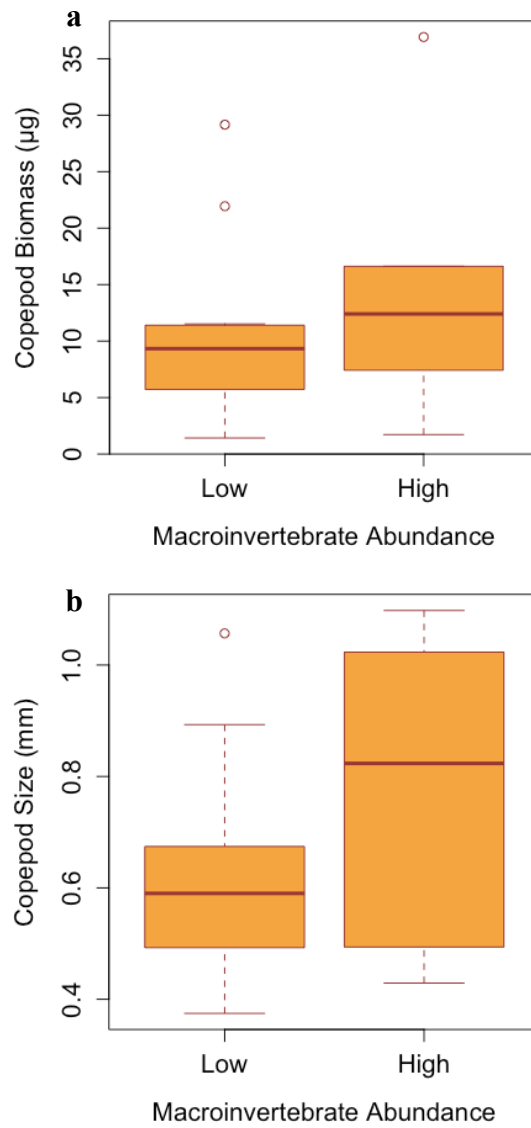 a
Copepod Biomass (µg)
35
30
25
20
15
10
5
0
Low High
Macroinvertebrate Abundance
b
Copepod Size (mm)
1.0
0.8
0.6
0.4
Low High
Macroinvertebrate Abundance